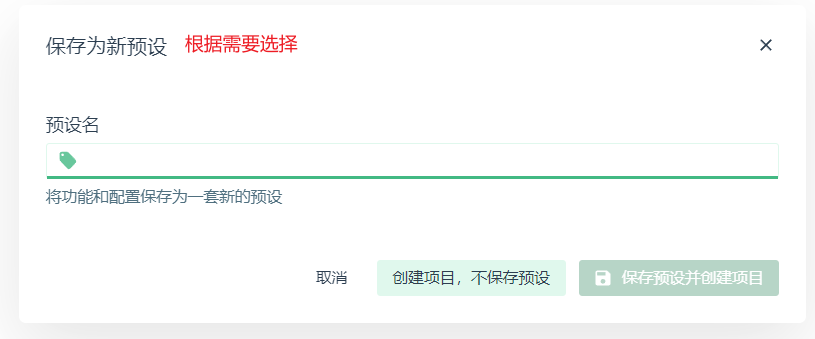 保存为新预设 根据需要选择
预设名
将功能和配置保存为一套新的预设
取消 创建项目，不保存预设 保存预设并创建项目